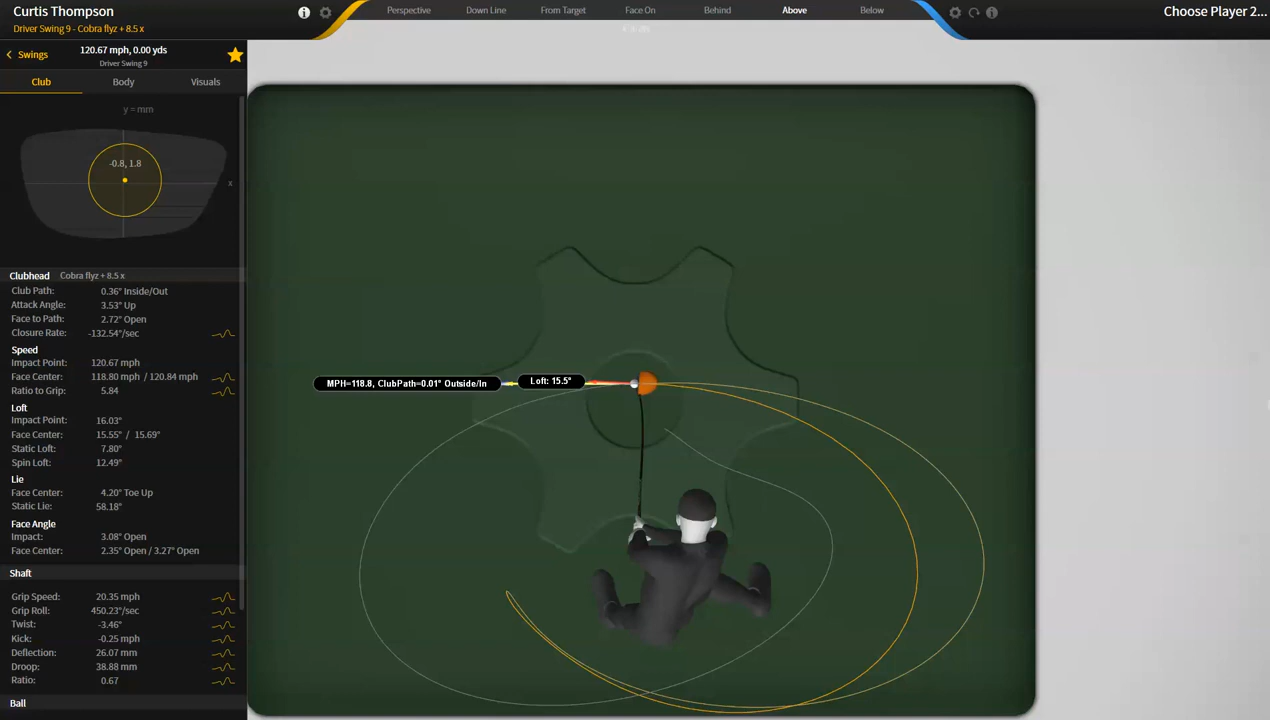 Curtis Thompson
Driver Swing 9 - Cobra flyz + 8.5 x
Perspective Down Line From Target Face On Behind Above Below
Choose Player 2...
Swings
120.67 mph, 0.00 yds
Driver Swing 9
Club Body Visuals
y = mm
-0.8, 1.8
x
Clubhead Cobra flyz + 8.5 x
Club Path: 0.36° Inside/Out
Attack Angle: 3.53° Up
Face to Path: 2.72° Open
Closure Rate: -132.54°/sec
Speed
Impact Point: 120.67 mph
Face Center: 118.80 mph / 120.84 mph
Ratio to Grip: 5.84
Loft
Impact Point: 16.03°
Face Center: 15.55° / 15.69°
Static Loft: 7.80°
Spin Loft: 12.49°
Lie
Face Center: 4.20° Toe Up
Static Lie: 58.18°
Face Angle
Impact: 3.08° Open
Face Center: 2.35° Open / 3.27° Open
Shaft
Grip Speed: 20.35 mph
Grip Roll: 450.23°/sec
Twist: -3.46°
Kick: -0.25 mph
Deflection: 26.07 mm
Droop: 38.88 mm
Ratio: 0.67
Ball
MPH=118.8, ClubPath=0.01° Outside/In
Loft: 15.5°